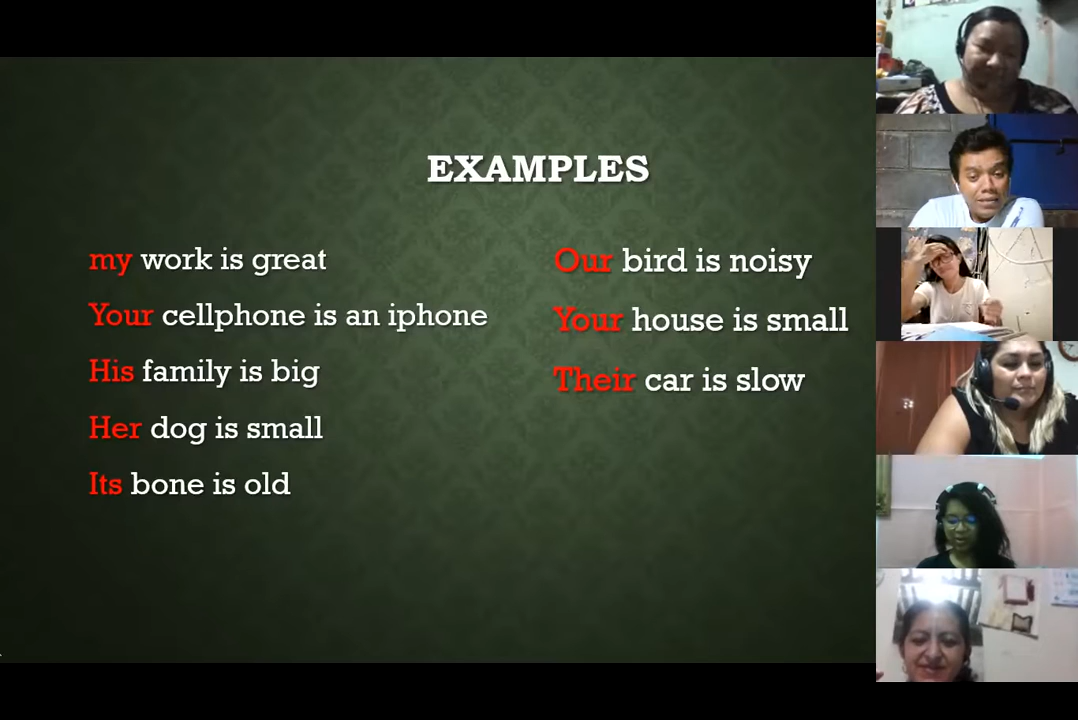 EXAMPLES
my work is great
Your cellphone is an iphone
His family is big
Her dog is small
Its bone is old
Our bird is noisy
Your house is small
Their car is slow